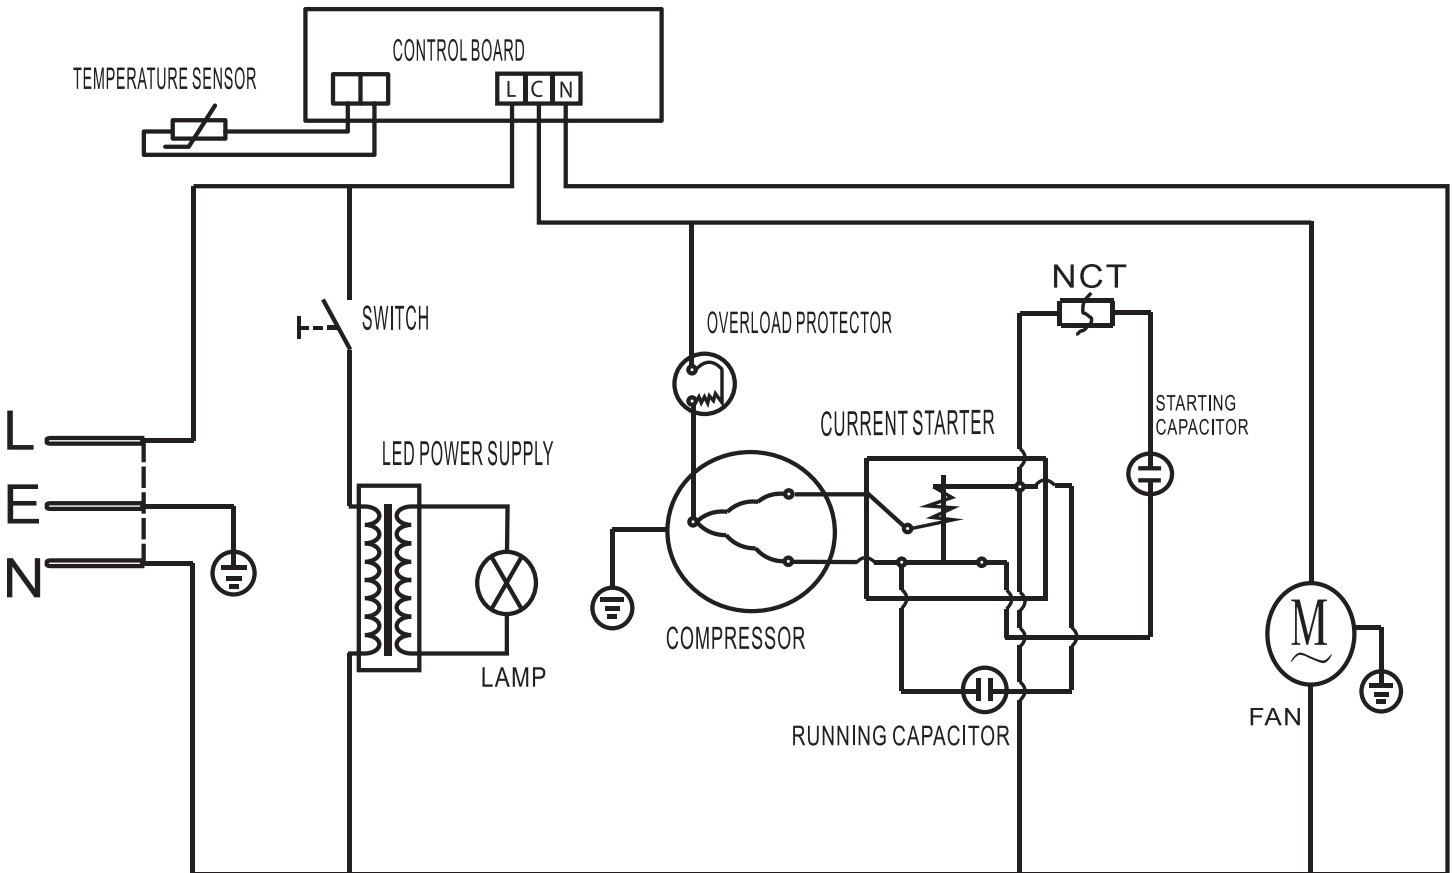 CONTROL BOARD
TEMPERATURE SENSOR
L C N
NCT
SWITCH
OVERLOAD PROTECTOR
STARTING
CAPACITOR
CURRENT STARTER
L
LED POWER SUPPLY
E
N
M
COMPRESSOR
LAMP
FAN
RUNNING CAPACITOR